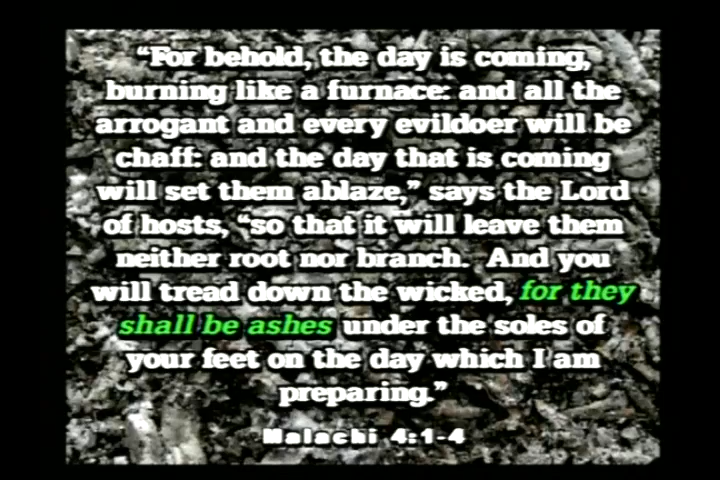 “For behold, the day is coming,
burning like a furnace: and all the
arrogant and every evildoer will be
chaff: and the day that is coming
will set them ablaze,” says the Lord
of hosts, “so that it will leave them
neither root nor branch.  And you
will tread down the wicked, for they
shall be ashes under the soles of
your feet on the day which I am
preparing.”
Malachi 4:1-4